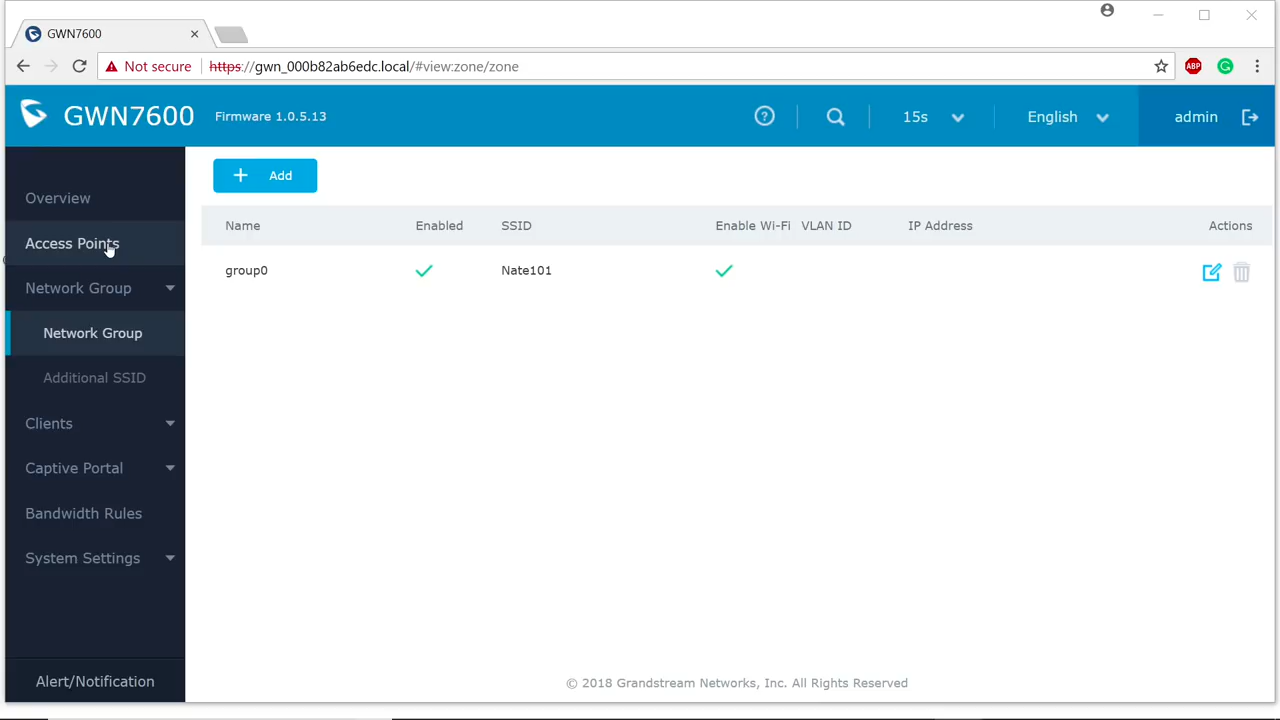 GWN7600
Not secure https://gwn_000b82ab6edc.local/#view:zone/zone
ABP
GWN7600 Firmware 1.0.5.13 15s English admin
Overview
Access Points
Network Group
Network Group
Additional SSID
Clients
Captive Portal
Bandwidth Rules
System Settings
Alert/Notification
+ Add
Name Enabled SSID Enable Wi-Fi VLAN ID IP Address Actions
group0 Nate101
© 2018 Grandstream Networks, Inc. All Rights Reserved